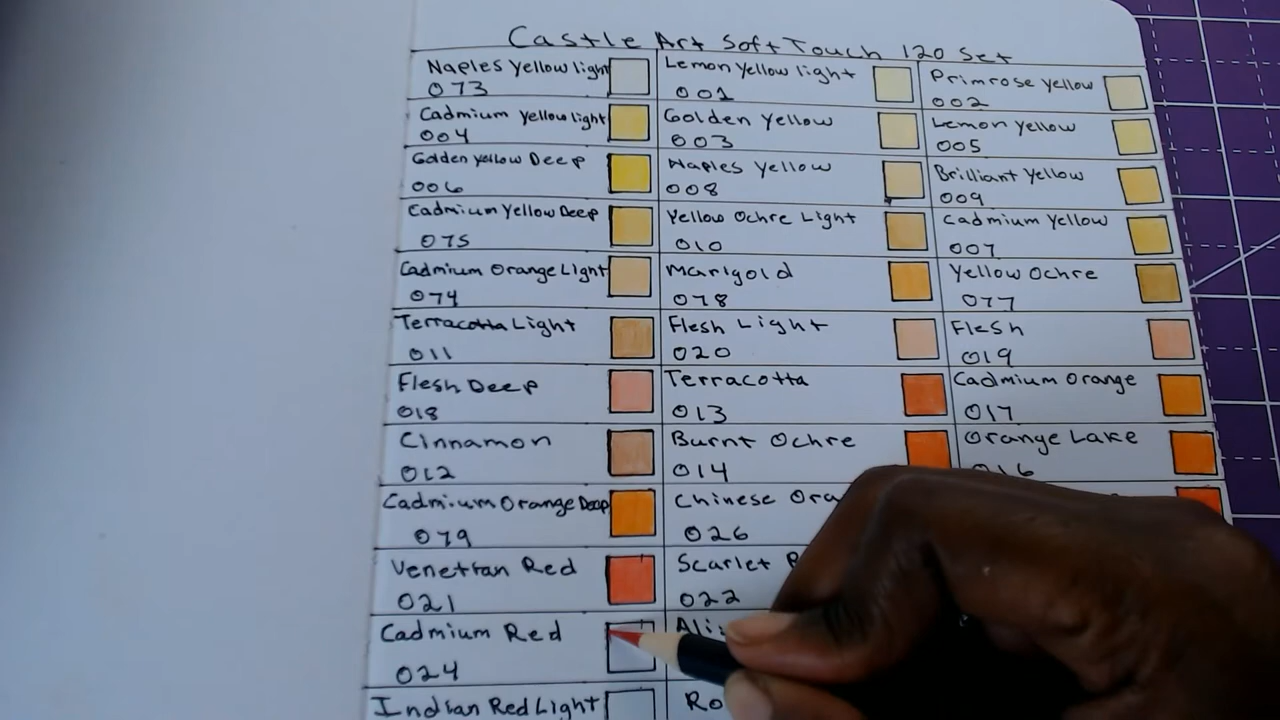 Castle Art Soft Touch 120 Set
Naples Yellow light
073
Lemon Yellow light
001
Primrose Yellow
002
Cadmium Yellow light
004
Golden Yellow
003
Lemon Yellow
005
Golden Yellow Deep
006
Naples Yellow
008
Brilliant Yellow
009
Cadmium Yellow Deep
075
Yellow Ochre Light
010
Cadmium Yellow
007
Cadmium Orange Light
074
Marigold
078
Yellow Ochre
077
Terracotta Light
011
Flesh Light
020
Flesh
019
Flesh Deep
018
Terracotta
013
Cadmium Orange
017
Cinnamon
012
Burnt Ochre
014
Orange Lake
016
Cadmium Orange Deep
079
Chinese Ora
026
Venetian Red
021
Scarlet
022
Cadmium Red
024
Ali
Indian Red Light
Ro